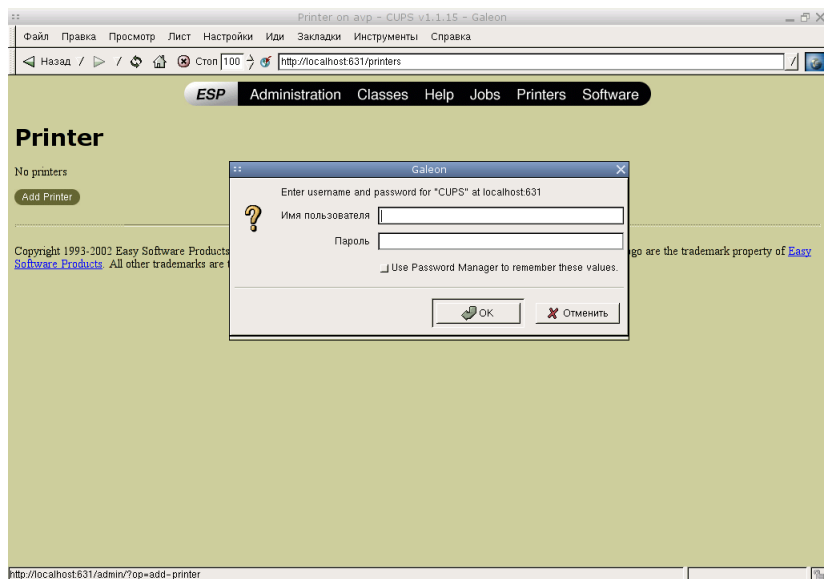 Printer on avp - CUPS v1.1.15 - Galeon
Файл Правка Просмотр Лист Настройки Иди Закладки Инструменты Справка
Назад / / Стоп 100 http://localhost:631/printers
ESP Administration Classes Help Jobs Printers Software
Printer
No printers
Add Printer
Galeon
Enter username and password for "CUPS" at localhost:631
Имя пользователя
Пароль
Use Password Manager to remember these values.
OK Отменить
Copyright 1993-2002 Easy Software Products go are the trademark property of Easy
Software Products. All other trademarks are t
http://localhost:631/admin/?op=add-printer